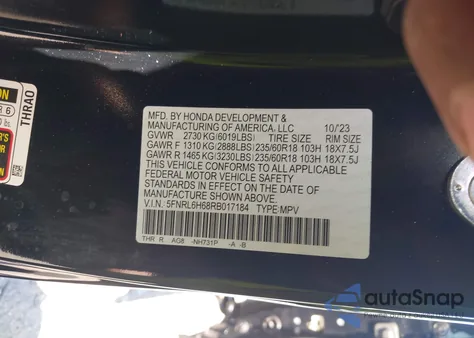 THRA0
MFD. BY HONDA DEVELOPMENT &
MANUFACTURING OF AMERICA, LLC 10/'23
GVWR 2730 KG(6019LBS) TIRE SIZE RIM SIZE
GAWR F 1310 KG(2888LBS) 235/60R18 103H 18X7.5J
GAWR R 1465 KG(3230LBS) 235/60R18 103H 18X7.5J
THIS VEHICLE CONFORMS TO ALL APPLICABLE
FEDERAL MOTOR VEHICLE SAFETY
STANDARDS IN EFFECT ON THE DATE OF
MANUFACTURE SHOWN ABOVE.
V.I.N. 5FNRL6H68RB017184 TYPE:MPV
THR R AG8 -NH731P -A -B
autoSnap